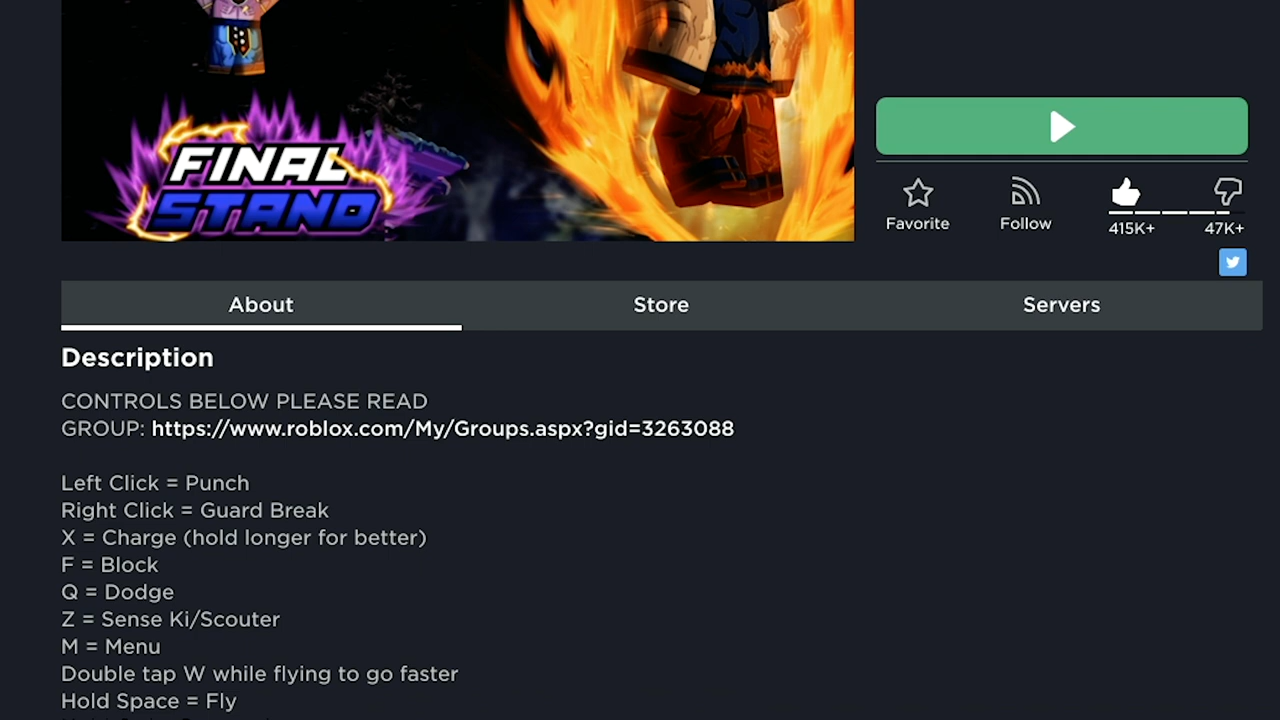 FINAL
STAND
Favorite
Follow
415K+
47K+
About
Store
Servers
Description
CONTROLS BELOW PLEASE READ
GROUP: https://www.roblox.com/My/Groups.aspx?gid=3263088
Left Click = Punch
Right Click = Guard Break
X = Charge (hold longer for better)
F = Block
Q = Dodge
Z = Sense Ki/Scouter
M = Menu
Double tap W while flying to go faster
Hold Space = Fly